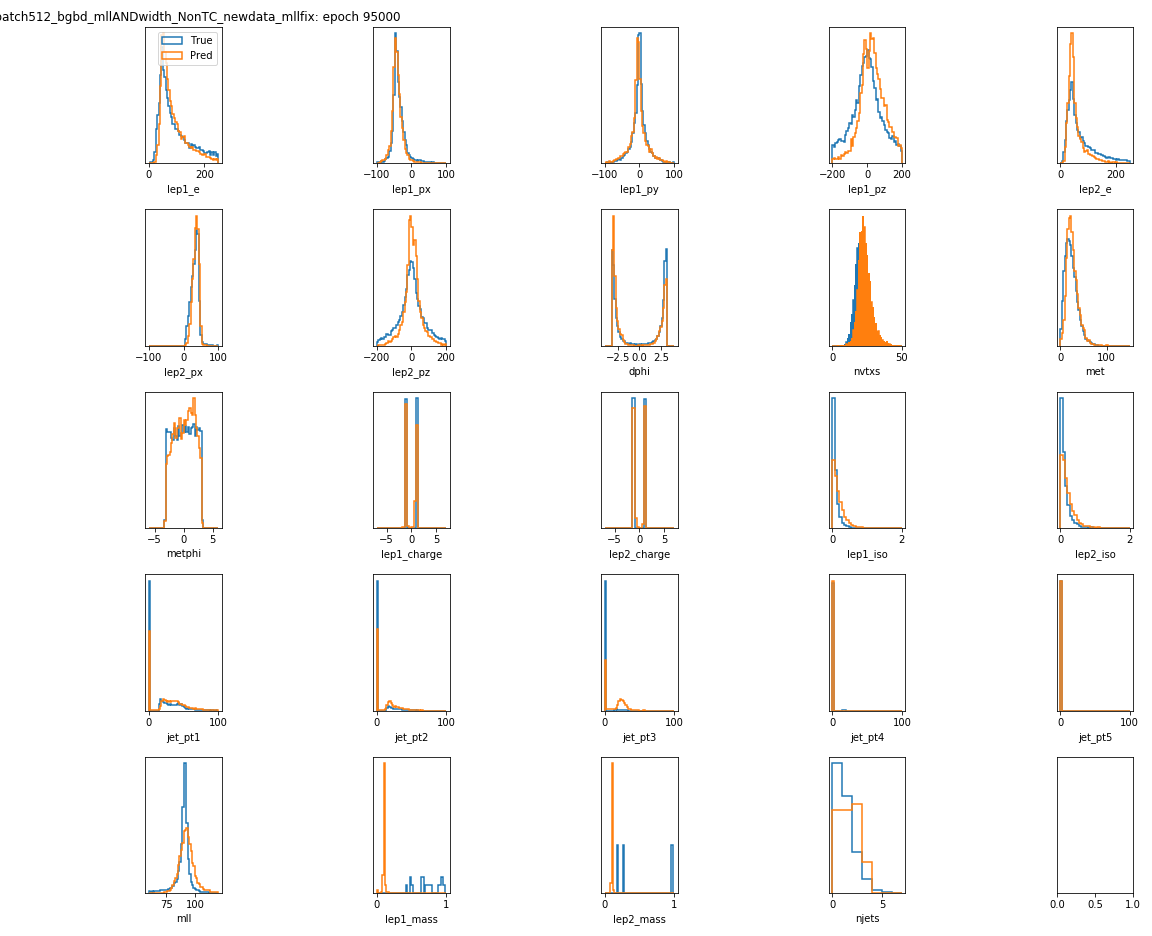 batch512_bgbd_mllANDwidth_NonTC_newdata_mllfix: epoch 95000
True
Pred
0 200
lep1_e
−100 0 100
lep1_px
−100 0 100
lep1_py
−200 0 200
lep1_pz
0 200
lep2_e
−100 0 100
lep2_px
−200 0 200
lep2_pz
−2.5 0.0 2.5
dphi
0 50
nvtxs
0 100
met
−5 0 5
metphi
−5 0 5
lep1_charge
−5 0 5
lep2_charge
0 2
lep1_iso
0 2
lep2_iso
0 100
jet_pt1
0 100
jet_pt2
0 100
jet_pt3
0 100
jet_pt4
0 100
jet_pt5
75 100
mll
0 1
lep1_mass
0 1
lep2_mass
0 5
njets
0.0 0.5 1.0